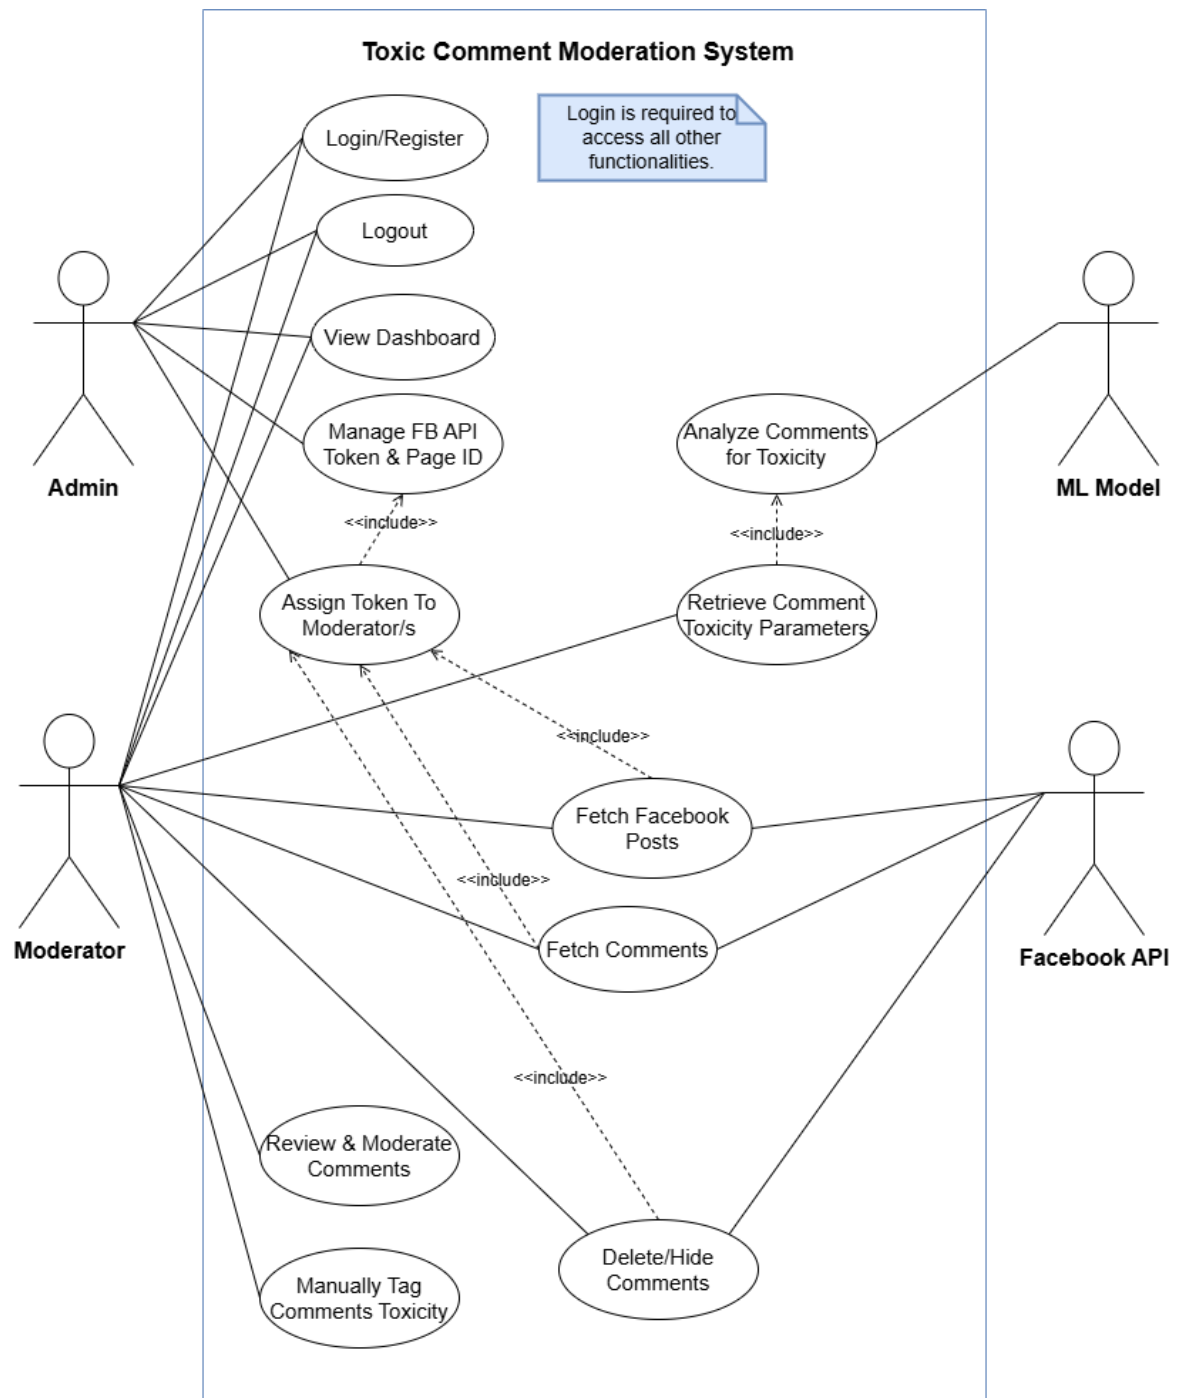 Toxic Comment Moderation System
Login is required to
access all other
functionalities.
Login/Register
Logout
View Dashboard
Manage FB API
Token & Page ID
Analyze Comments
for Toxicity
Admin
ML Model
<<include>>
<<include>>
Assign Token To
Moderator/s
Retrieve Comment
Toxicity Parameters
<<include>>
Fetch Facebook
Posts
<<include>>
Fetch Comments
Moderator
Facebook API
<<include>>
Review & Moderate
Comments
Delete/Hide
Comments
Manually Tag
Comments Toxicity